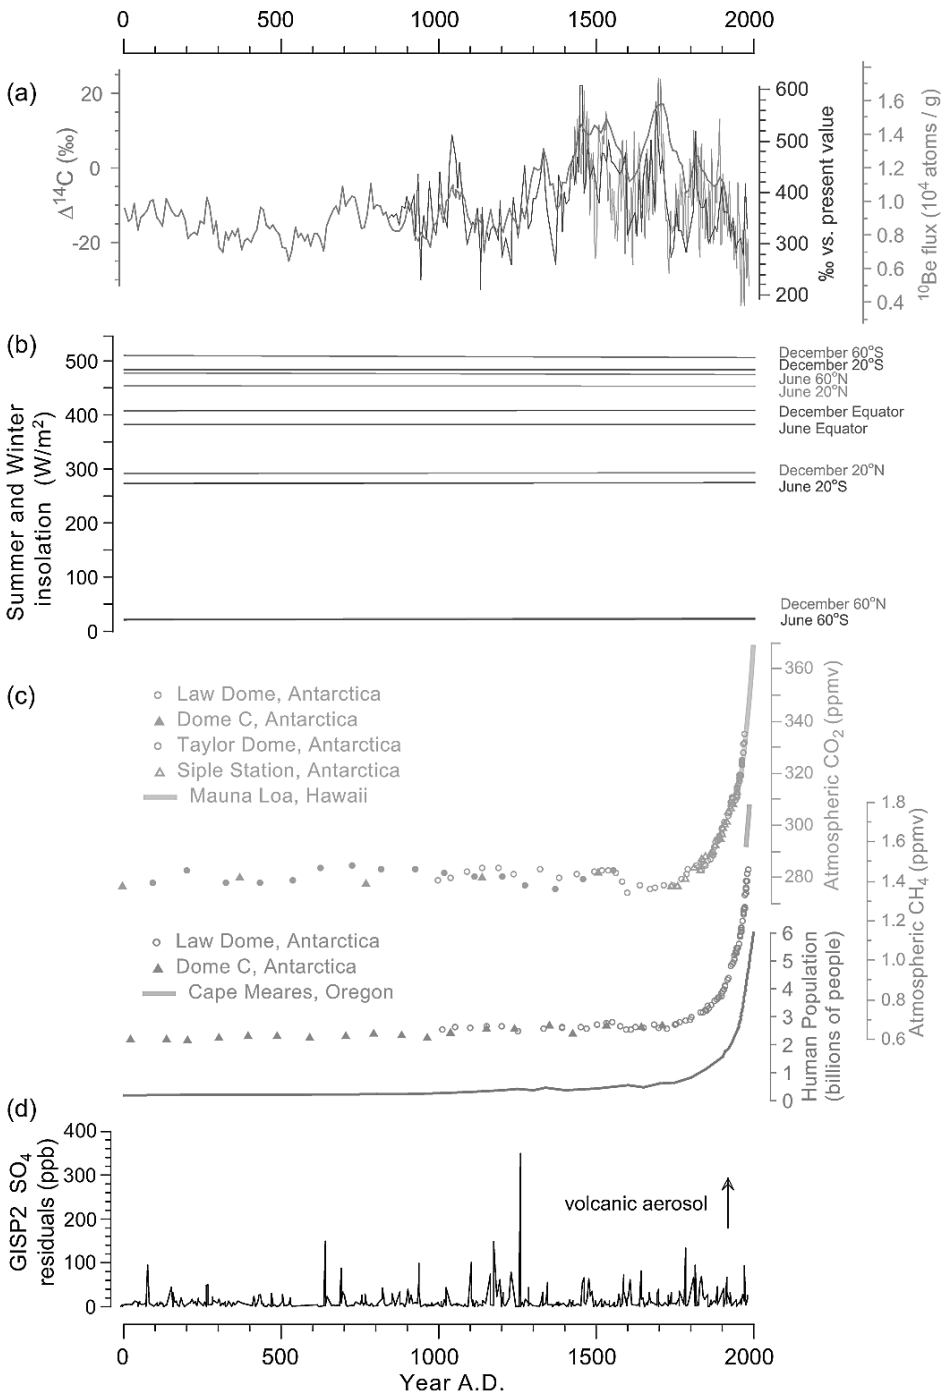 0 500 1000 1500 2000
(a)
20
0
-20
Δ¹⁴C (‰)
600
500
400
300
200
‰ vs. present value
1.6
1.4
1.2
1.0
0.8
0.6
0.4
¹⁰Be flux (10⁴ atoms / g)
(b)
500
400
300
200
100
0
Summer and Winter
insolation (W/m²)
December 60°S
December 20°S
June 60°N
June 20°N
December Equator
June Equator
December 20°N
June 20°S
December 60°N
June 60°S
(c)
Law Dome, Antarctica
Dome C, Antarctica
Taylor Dome, Antarctica
Siple Station, Antarctica
Mauna Loa, Hawaii
360
340
320
300
280
Atmospheric CO₂ (ppmv)
1.8
1.6
1.4
1.2
1.0
0.8
0.6
Atmospheric CH₄ (ppmv)
Law Dome, Antarctica
Dome C, Antarctica
Cape Meares, Oregon
6
5
4
3
2
1
0
Human Population
(billions of people)
(d)
400
300
200
100
0
GISP2 SO₄
residuals (ppb)
volcanic aerosol
0 500 1000 1500 2000
Year A.D.